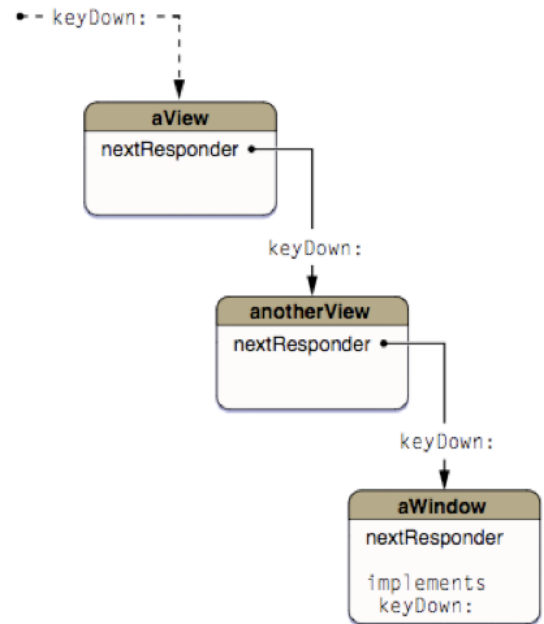 keyDown:
aView
nextResponder
keyDown:
anotherView
nextResponder
keyDown:
aWindow
nextResponder
implements
keyDown: